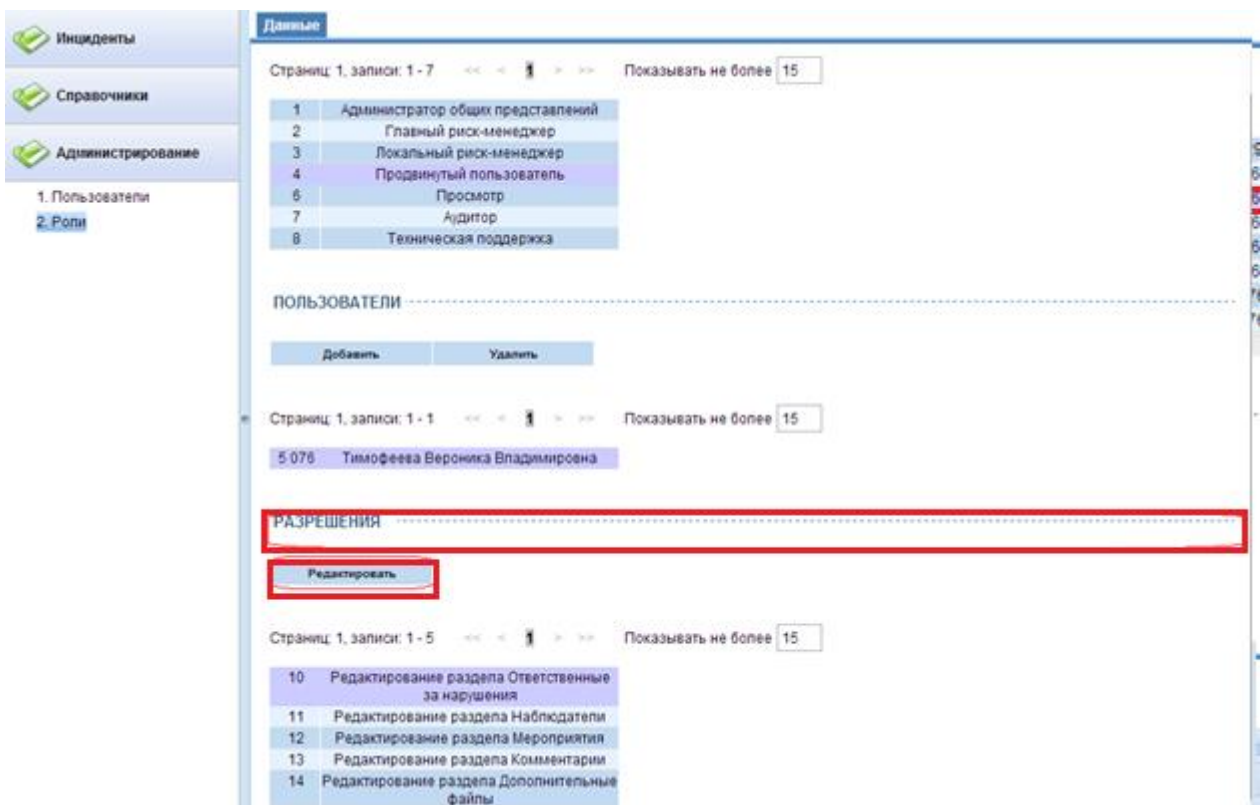 Инциденты
Справочники
Администрирование
1. Пользователи
2. Роли
Данные
Страниц: 1, записи: 1 - 7 << < 1 > >> Показывать не более 15
1 Администратор общих представлений
2 Главный риск-менеджер
3 Локальный риск-менеджер
4 Продвинутый пользователь
6 Просмотр
7 Аудитор
8 Техническая поддержка
ПОЛЬЗОВАТЕЛИ
Добавить Удалить
Страниц: 1, записи: 1 - 1 << < 1 > >> Показывать не более 15
5 076 Тимофеева Вероника Владимировна
РАЗРЕШЕНИЯ
Редактировать
Страниц: 1, записи: 1 - 5 << < 1 > >> Показывать не более 15
10 Редактирование раздела Ответственные
за нарушения
11 Редактирование раздела Наблюдатели
12 Редактирование раздела Мероприятия
13 Редактирование раздела Комментарии
14 Редактирование раздела Дополнительные
файлы